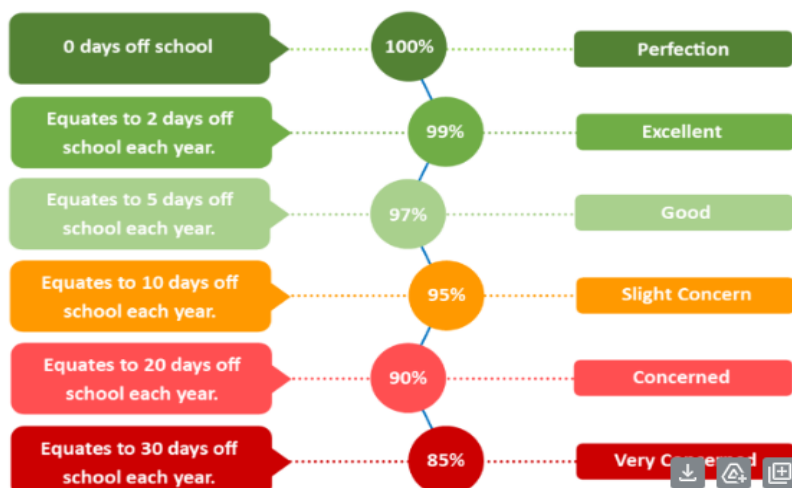 0 days off school
100%
Perfection
Equates to 2 days off
school each year.
99%
Excellent
Equates to 5 days off
school each year.
97%
Good
Equates to 10 days off
school each year.
95%
Slight Concern
Equates to 20 days off
school each year.
90%
Concerned
Equates to 30 days off
school each year.
85%
Very Concerned